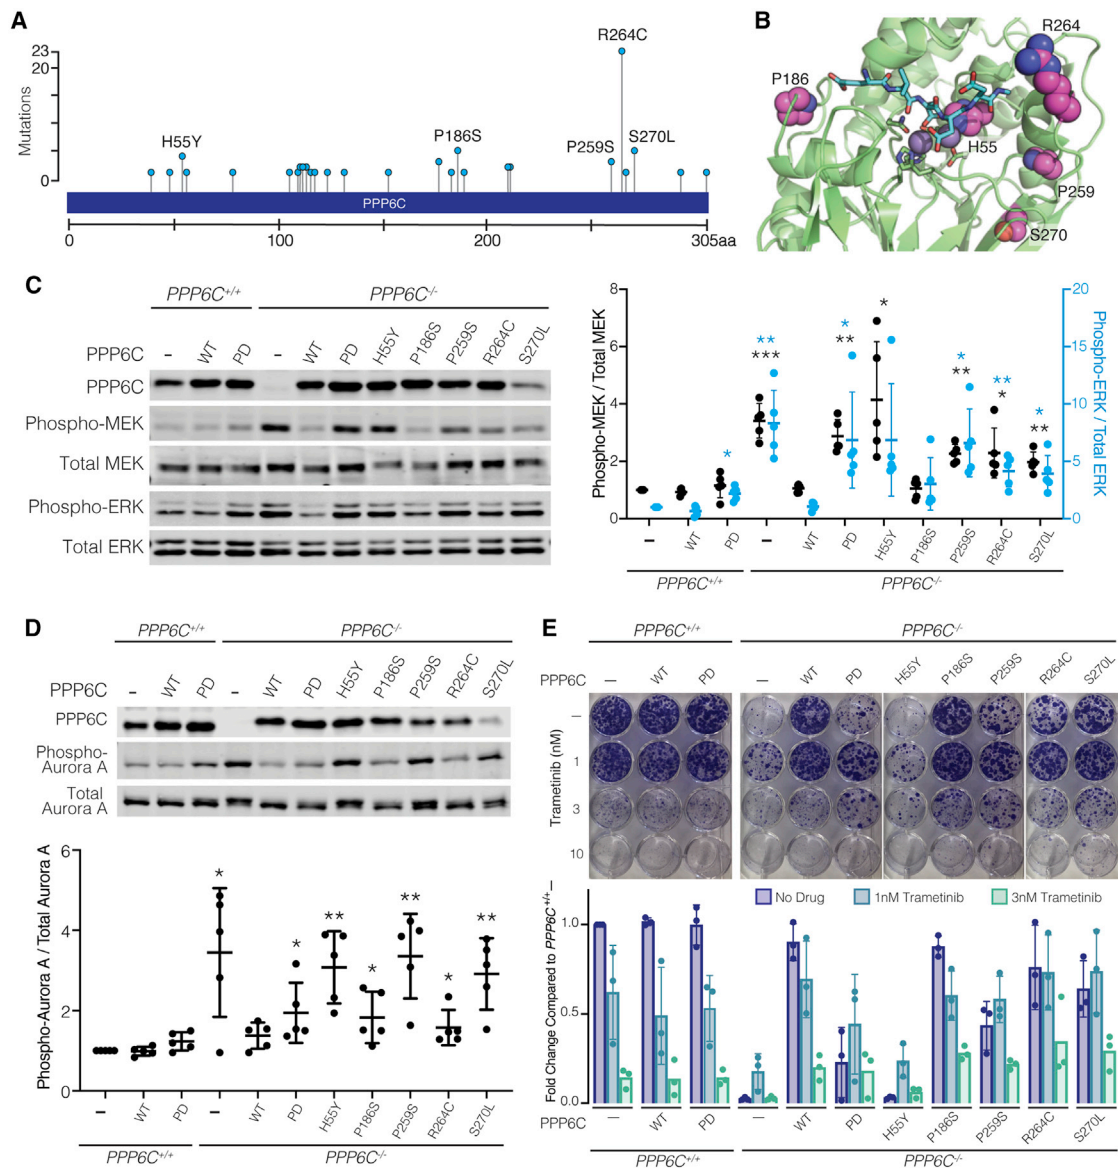 A
Mutations
23
20
0
H55Y
P186S
P259S
R264C
S270L
PPP6C
0
100
200
305aa
B
P186
R264
H55
P259
S270
C
PPP6C+/+
PPP6C-/-
PPP6C
–
WT
PD
–
WT
PD
H55Y
P186S
P259S
R264C
S270L
PPP6C
Phospho-MEK
Total MEK
Phospho-ERK
Total ERK
Phospho-MEK / Total MEK
8
6
4
2
0
Phospho-ERK / Total ERK
20
15
10
5
0
*
**
***
*
**
*
*
**
**
*
*
**
–
WT
PD
–
WT
PD
H55Y
P186S
P259S
R264C
S270L
PPP6C+/+
PPP6C-/-
D
PPP6C+/+
PPP6C-/-
PPP6C
–
WT
PD
–
WT
PD
H55Y
P186S
P259S
R264C
S270L
PPP6C
Phospho-
Aurora A
Total
Aurora A
Phospho-Aurora A / Total Aurora A
6
4
2
0
*
*
**
*
**
*
**
–
WT
PD
–
WT
PD
H55Y
P186S
P259S
R264C
S270L
PPP6C+/+
PPP6C-/-
E
PPP6C+/+
PPP6C-/-
PPP6C
—
WT
PD
—
WT
PD
H55Y
P186S
P259S
R264C
S270L
Trametinib (nM)
—
1
3
10
No Drug
1nM Trametinib
3nM Trametinib
Fold Change Compared to PPP6C+/+—
1.0
0.5
0.0
PPP6C
—
WT
PD
—
WT
PD
H55Y
P186S
P259S
R264C
S270L
PPP6C+/+
PPP6C-/-